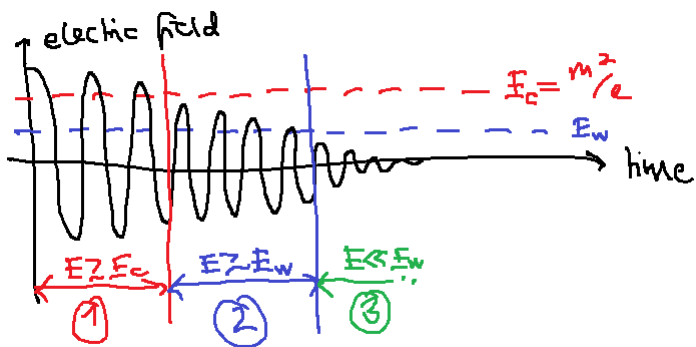 electric field
E_c = m²/e
E_w
time
E ≳ E_c
E ≳ E_w
E ≪ E_w
1
2
3